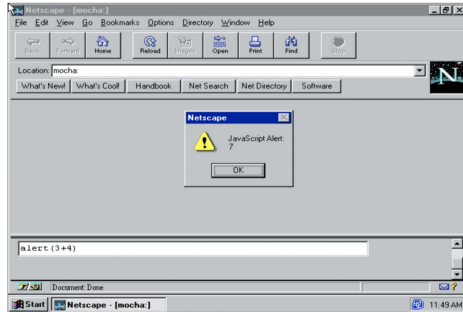 Netscape - [mocha:]
File Edit View Go Bookmarks Options Directory Window Help
Back Forward Home Reload Images Open Print Find Stop
Location: mocha:
N
What's New! What's Cool! Handbook Net Search Net Directory Software
Netscape
JavaScript Alert:
7
OK
alert(3+4)
Document: Done
Start Netscape - [mocha:] 11:49 AM